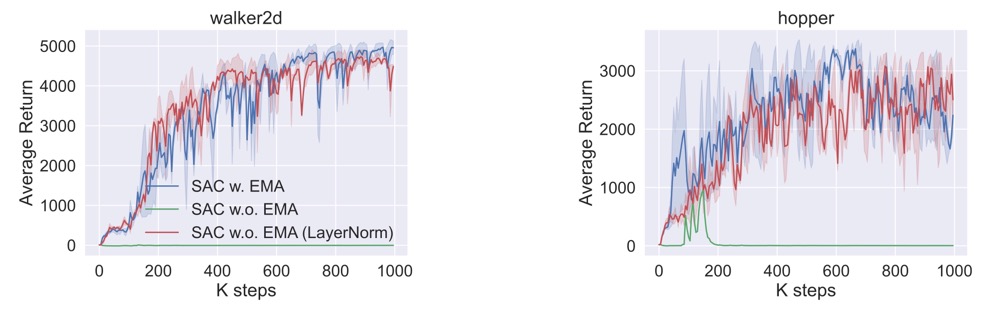 walker2d
Average Return
5000
4000
3000
2000
1000
0
SAC w. EMA
SAC w.o. EMA
SAC w.o. EMA (LayerNorm)
0 200 400 600 800 1000
K steps
hopper
Average Return
3000
2000
1000
0
0 200 400 600 800 1000
K steps